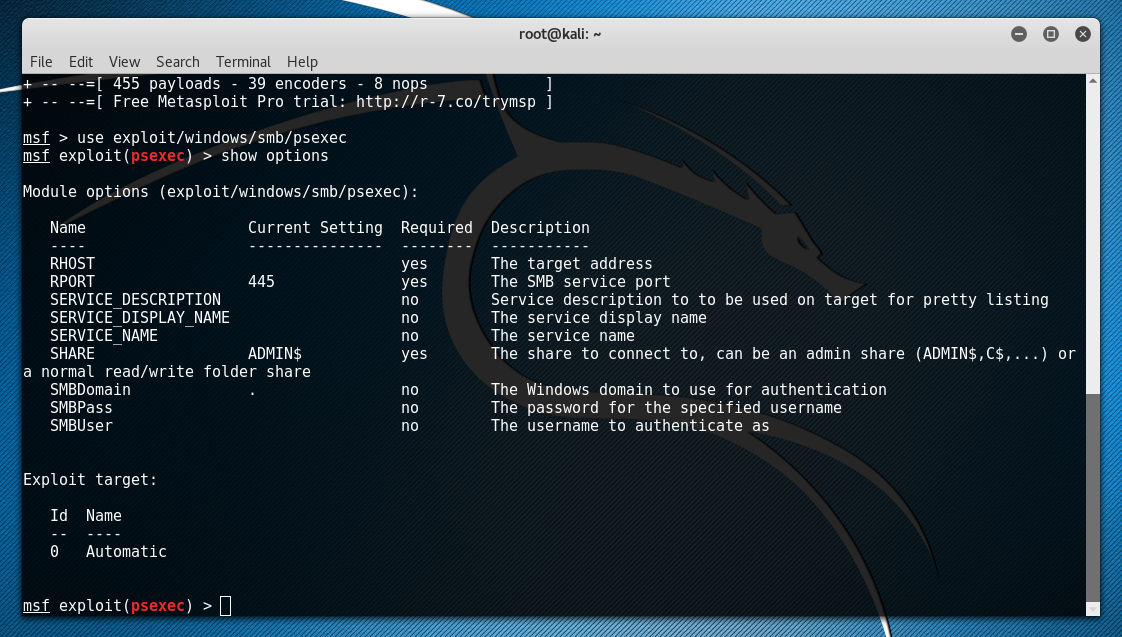 root@kali: ~
File Edit View Search Terminal Help
+ -- --=[ 455 payloads - 39 encoders - 8 nops             ]
+ -- --=[ Free Metasploit Pro trial: http://r-7.co/trymsp ]
msf > use exploit/windows/smb/psexec
msf exploit(psexec) > show options
Module options (exploit/windows/smb/psexec):
   Name                  Current Setting  Required  Description
   ----                  ---------------  --------  -----------
   RHOST                                  yes       The target address
   RPORT                 445              yes       The SMB service port
   SERVICE_DESCRIPTION                    no        Service description to to be used on target for pretty listing
   SERVICE_DISPLAY_NAME                   no        The service display name
   SERVICE_NAME                           no        The service name
   SHARE                 ADMIN$           yes       The share to connect to, can be an admin share (ADMIN$,C$,...) or
a normal read/write folder share
   SMBDomain             .                no        The Windows domain to use for authentication
   SMBPass                                no        The password for the specified username
   SMBUser                                no        The username to authenticate as
Exploit target:
   Id  Name
   --  ----
   0   Automatic
msf exploit(psexec) >